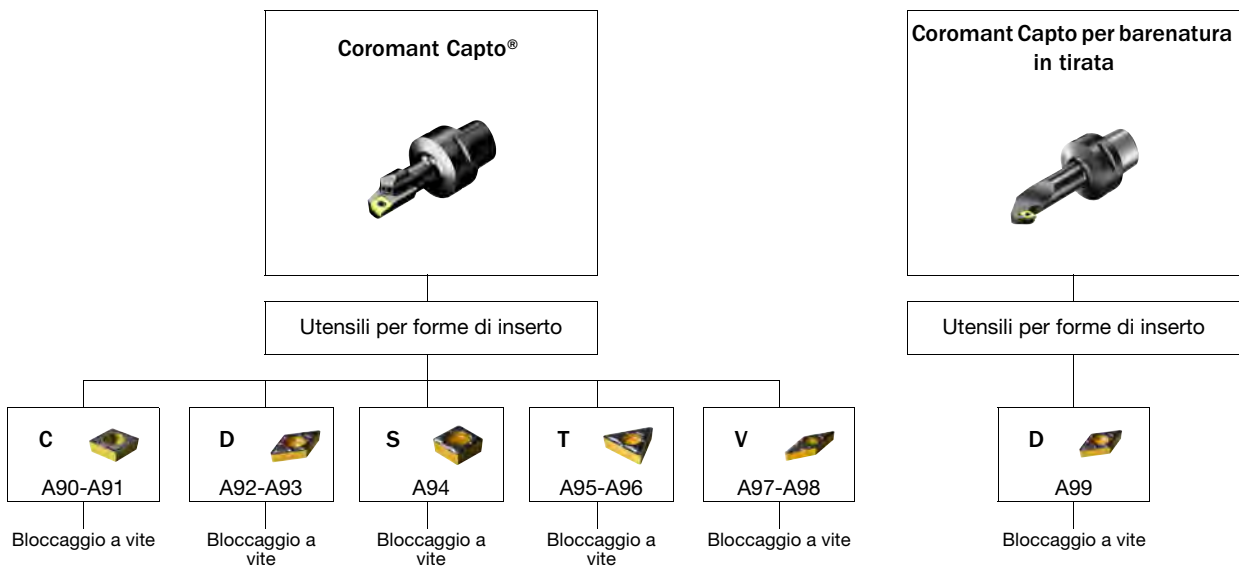 Coromant Capto®
Coromant Capto per barenatura
in tirata
Utensili per forme di inserto
Utensili per forme di inserto
C
D
S
T
V
D
A90-A91
A92-A93
A94
A95-A96
A97-A98
A99
Bloccaggio a vite
Bloccaggio a
vite
Bloccaggio a
vite
Bloccaggio a
vite
Bloccaggio a vite
Bloccaggio a vite